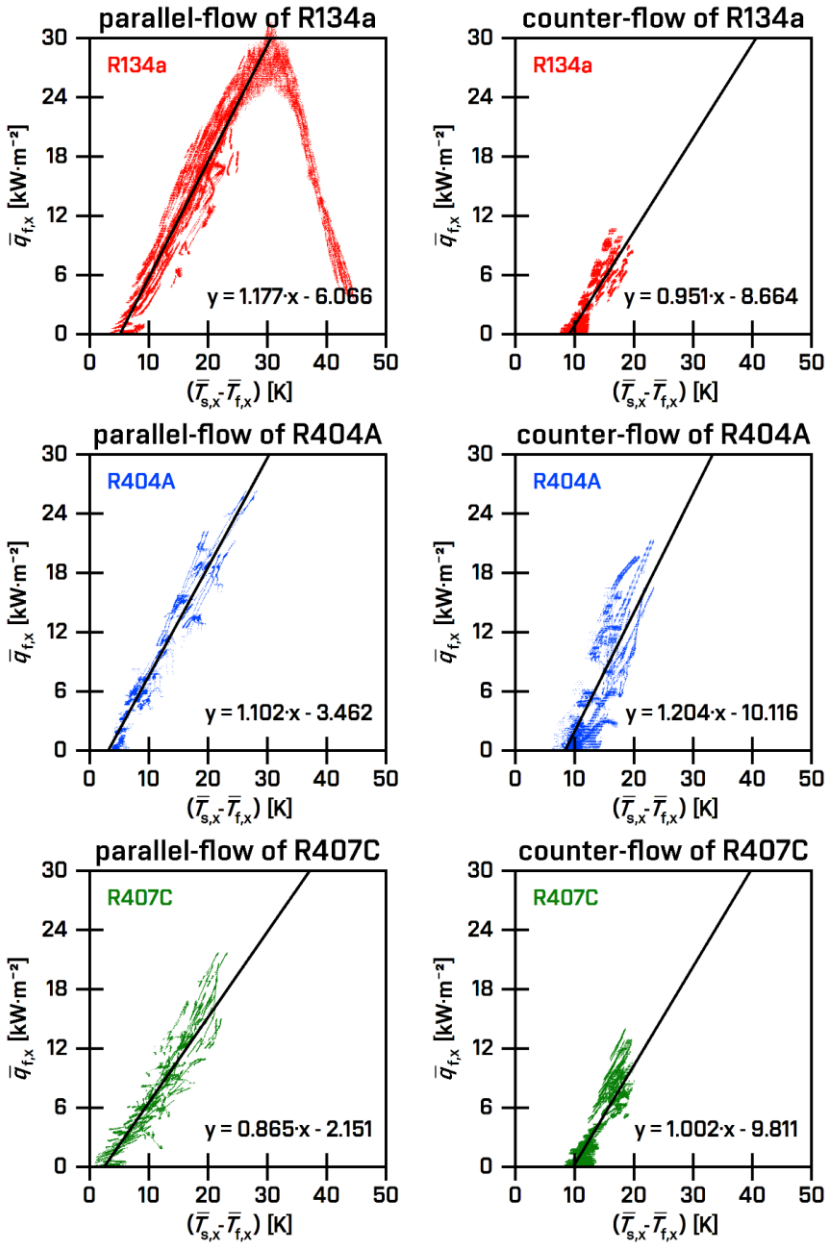 parallel-flow of R134a
30
24
18
12
6
0
q̅f,x [kW·m⁻²]
R134a
y = 1.177·x - 6.066
0 10 20 30 40 50
(T̅s,x-T̅f,x) [K]
counter-flow of R134a
30
24
18
12
6
0
q̅f,x [kW·m⁻²]
R134a
y = 0.951·x - 8.664
0 10 20 30 40 50
(T̅s,x-T̅f,x) [K]
parallel-flow of R404A
30
24
18
12
6
0
q̅f,x [kW·m⁻²]
R404A
y = 1.102·x - 3.462
0 10 20 30 40 50
(T̅s,x-T̅f,x) [K]
counter-flow of R404A
30
24
18
12
6
0
q̅f,x [kW·m⁻²]
R404A
y = 1.204·x - 10.116
0 10 20 30 40 50
(T̅s,x-T̅f,x) [K]
parallel-flow of R407C
30
24
18
12
6
0
q̅f,x [kW·m⁻²]
R407C
y = 0.865·x - 2.151
0 10 20 30 40 50
(T̅s,x-T̅f,x) [K]
counter-flow of R407C
30
24
18
12
6
0
q̅f,x [kW·m⁻²]
R407C
y = 1.002·x - 9.811
0 10 20 30 40 50
(T̅s,x-T̅f,x) [K]